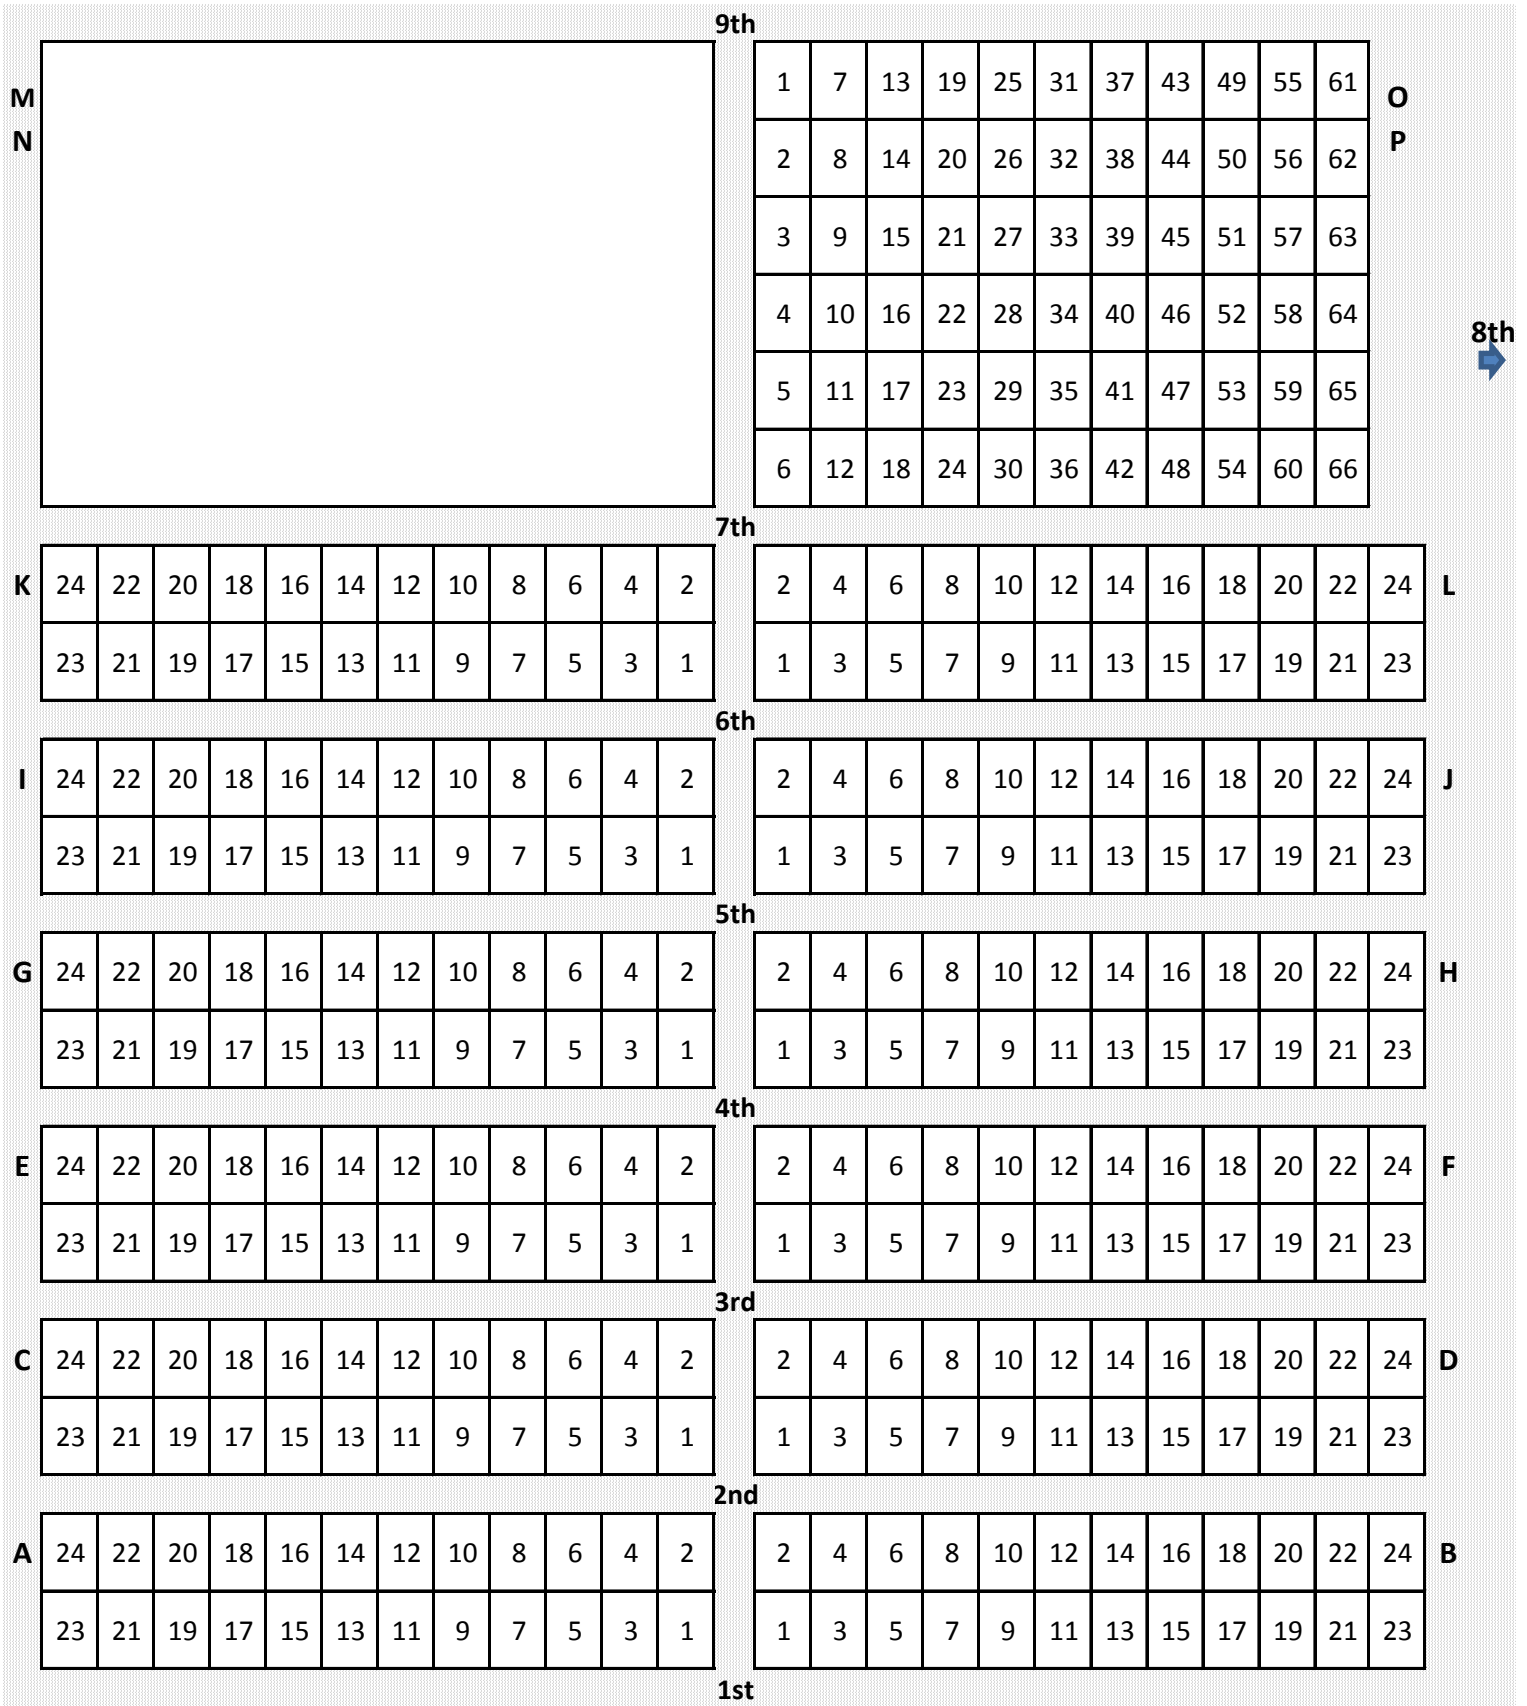 9th
1 7 13 19 25 31 37 43 49 55 61
M O
N 2 8 14 20 26 32 38 44 50 56 62 P
3 9 15 21 27 33 39 45 51 57 63
4 10 16 22 28 34 40 46 52 58 64
8th
5 11 17 23 29 35 41 47 53 59 65
6 12 18 24 30 36 42 48 54 60 66
7th
K 24 22 20 18 16 14 12 10 8 6 4 2 2 4 6 8 10 12 14 16 18 20 22 24 L
23 21 19 17 15 13 11 9 7 5 3 1 1 3 5 7 9 11 13 15 17 19 21 23
6th
I 24 22 20 18 16 14 12 10 8 6 4 2 2 4 6 8 10 12 14 16 18 20 22 24 J
23 21 19 17 15 13 11 9 7 5 3 1 1 3 5 7 9 11 13 15 17 19 21 23
5th
G 24 22 20 18 16 14 12 10 8 6 4 2 2 4 6 8 10 12 14 16 18 20 22 24 H
23 21 19 17 15 13 11 9 7 5 3 1 1 3 5 7 9 11 13 15 17 19 21 23
4th
E 24 22 20 18 16 14 12 10 8 6 4 2 2 4 6 8 10 12 14 16 18 20 22 24 F
23 21 19 17 15 13 11 9 7 5 3 1 1 3 5 7 9 11 13 15 17 19 21 23
3rd
C 24 22 20 18 16 14 12 10 8 6 4 2 2 4 6 8 10 12 14 16 18 20 22 24 D
23 21 19 17 15 13 11 9 7 5 3 1 1 3 5 7 9 11 13 15 17 19 21 23
2nd
A 24 22 20 18 16 14 12 10 8 6 4 2 2 4 6 8 10 12 14 16 18 20 22 24 B
23 21 19 17 15 13 11 9 7 5 3 1 1 3 5 7 9 11 13 15 17 19 21 23
1st